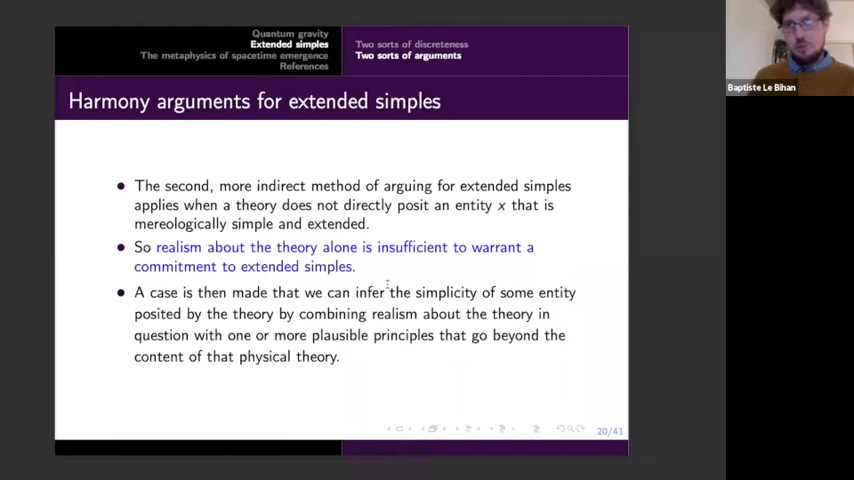 Quantum gravity
Extended simples
The metaphysics of spacetime emergence
References
Two sorts of discreteness
Two sorts of arguments
Harmony arguments for extended simples
The second, more indirect method of arguing for extended simples
applies when a theory does not directly posit an entity x that is
mereologically simple and extended.
So realism about the theory alone is insufficient to warrant a
commitment to extended simples.
A case is then made that we can infer the simplicity of some entity
posited by the theory by combining realism about the theory in
question with one or more plausible principles that go beyond the
content of that physical theory.
20/41
Baptiste Le Bihan